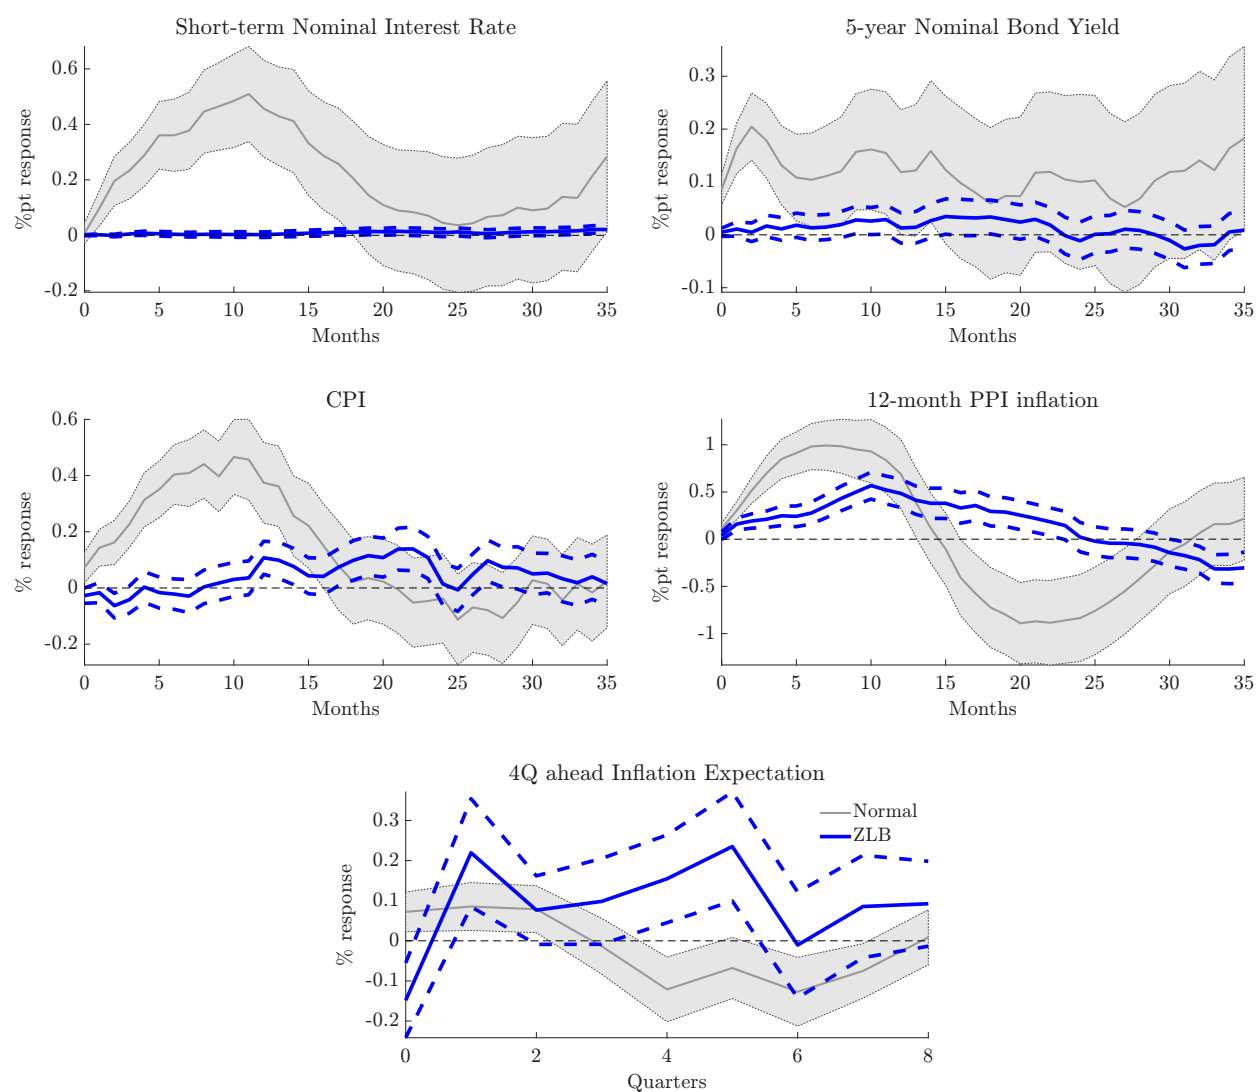 Short-term Nominal Interest Rate
%pt response
0.6
0.4
0.2
0
-0.2
0 5 10 15 20 25 30 35
Months
5-year Nominal Bond Yield
%pt response
0.3
0.2
0.1
0
-0.1
0 5 10 15 20 25 30 35
Months
CPI
% response
0.6
0.4
0.2
0
-0.2
0 5 10 15 20 25 30 35
Months
12-month PPI inflation
%pt response
1
0.5
0
-0.5
-1
0 5 10 15 20 25 30 35
Months
4Q ahead Inflation Expectation
% response
0.3
0.2
0.1
0
-0.1
-0.2
Normal
ZLB
0 2 4 6 8
Quarters